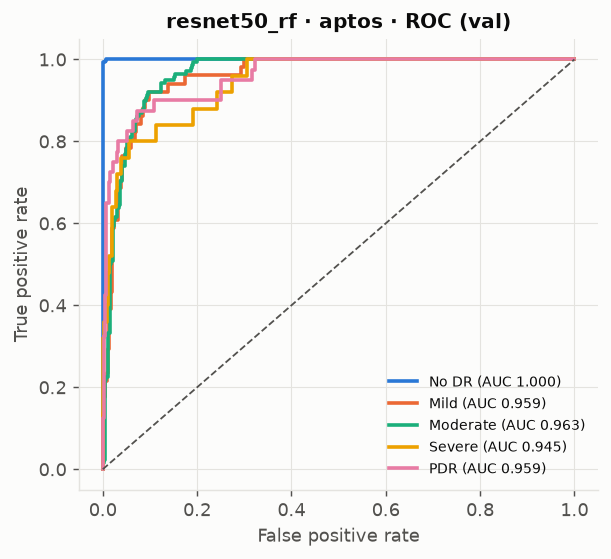 resnet50_rf · aptos · ROC (val)
1.0
0.8
0.6
0.4
0.2
0.0
True positive rate
No DR (AUC 1.000)
Mild (AUC 0.959)
Moderate (AUC 0.963)
Severe (AUC 0.945)
PDR (AUC 0.959)
0.0 0.2 0.4 0.6 0.8 1.0
False positive rate